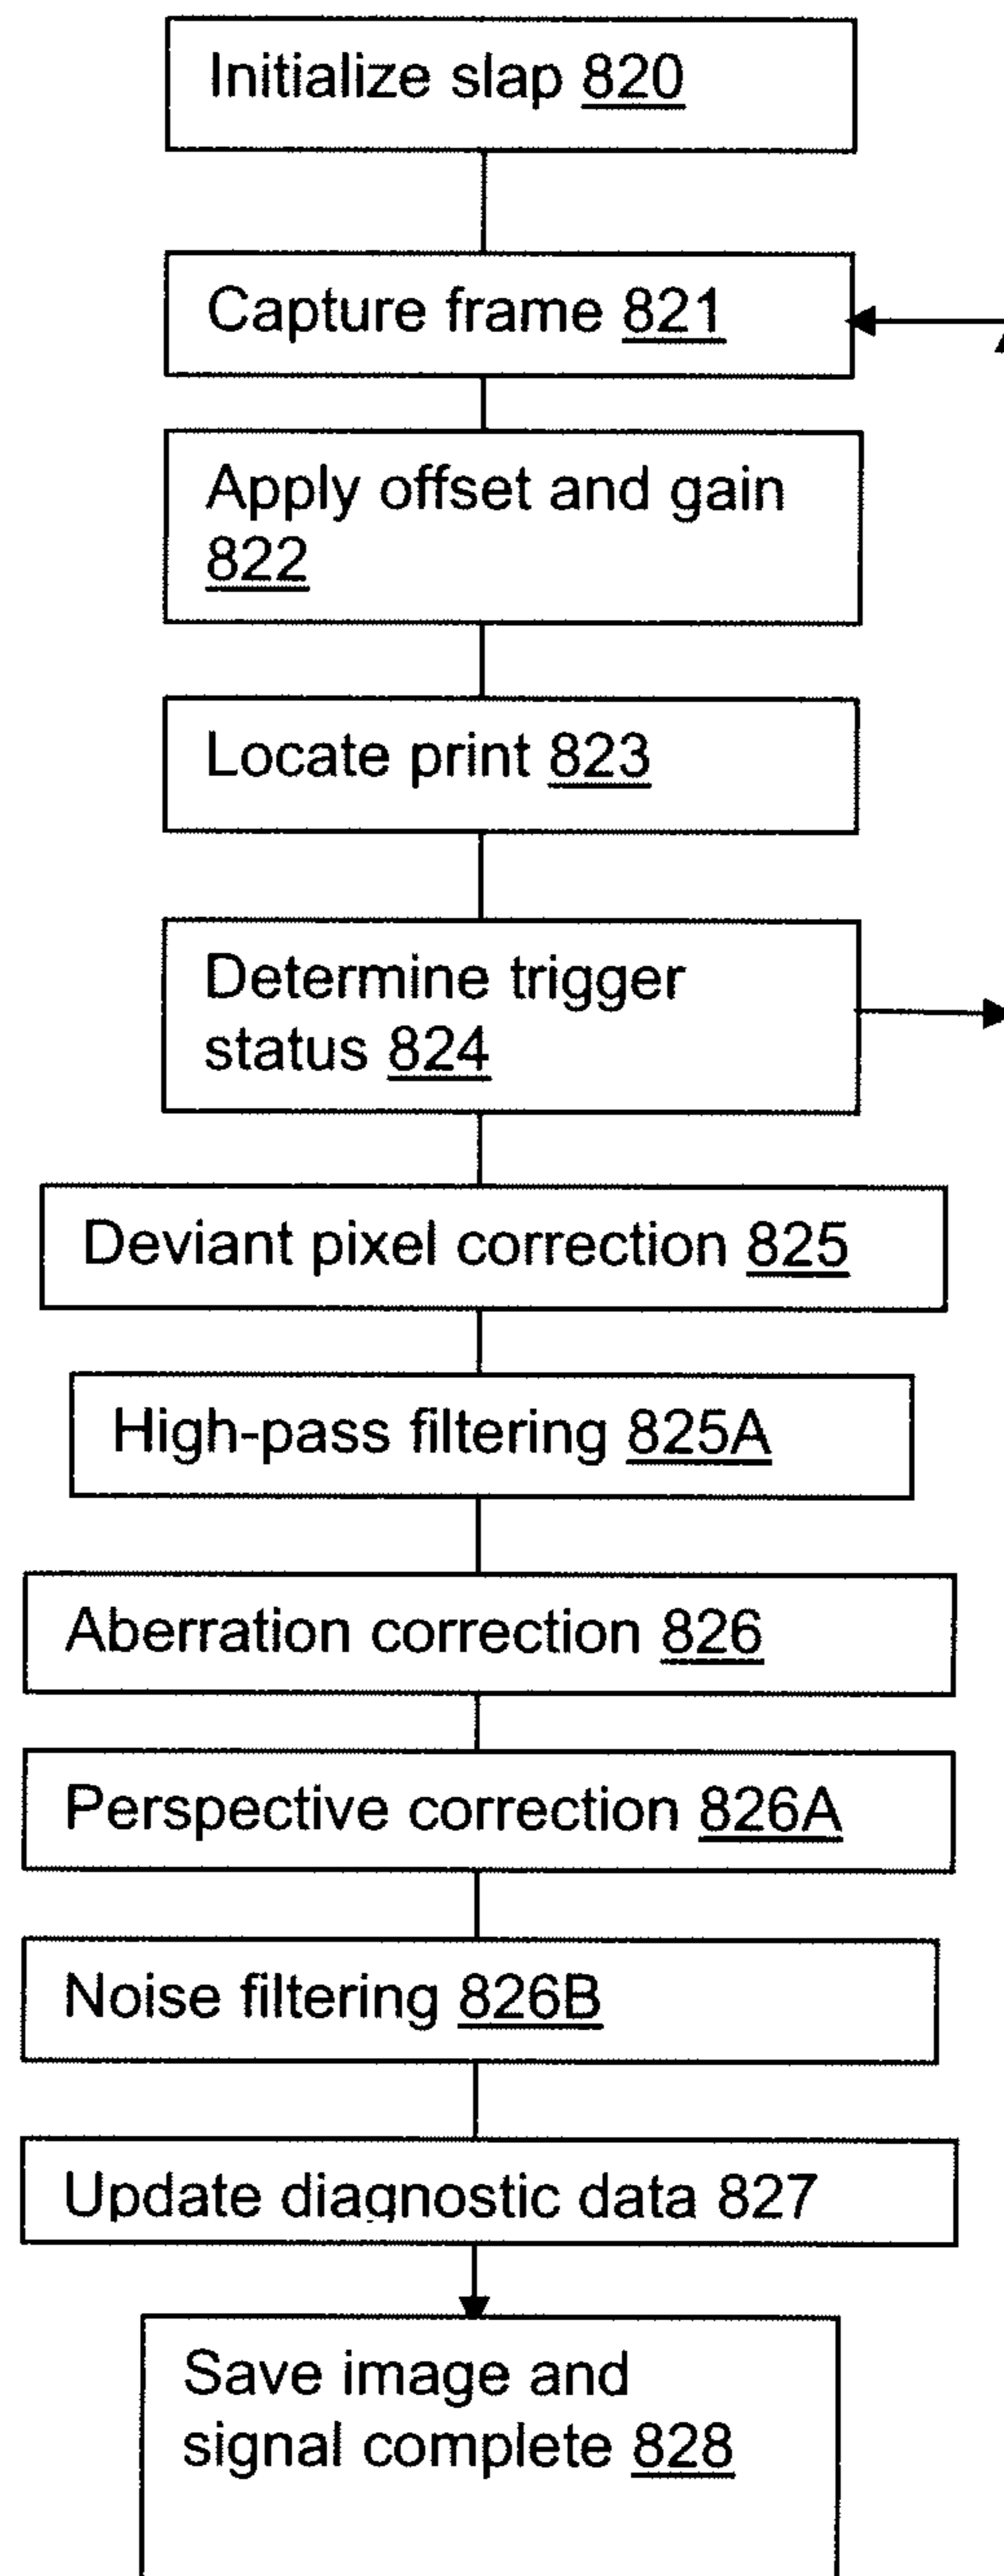 Initialize slap 820
Capture frame 821
Apply offset and gain
822
Locate print 823
Determine trigger
status 824
Deviant pixel correction 825
High-pass filtering 825A
Aberration correction 826
Perspective correction 826A
Noise filtering 826B
Update diagnostic data 827
Save image and
signal complete 828